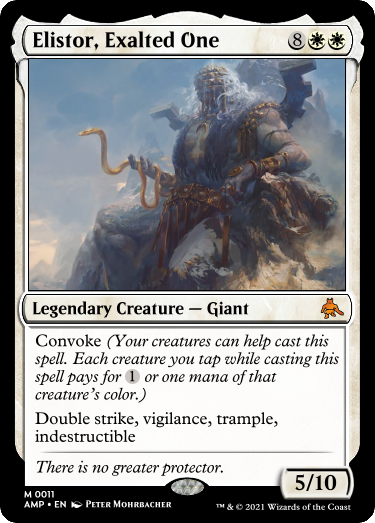 Elistor, Exalted One
8
Legendary Creature — Giant
Convoke (Your creatures can help cast this
spell. Each creature you tap while casting this
spell pays for 1 or one mana of that
creature's color.)
Double strike, vigilance, trample,
indestructible
There is no greater protector.
5/10
M 0011
AMP • EN Peter Mohrbacher
™ & © 2021 Wizards of the Coast